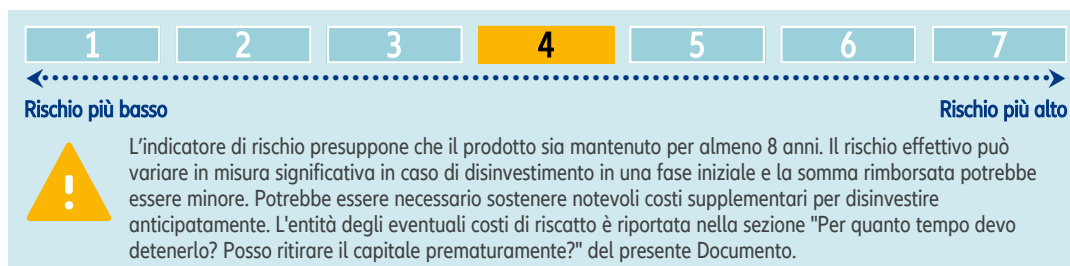 1 2 3 4 5 6 7
Rischio più basso Rischio più alto
L'indicatore di rischio presuppone che il prodotto sia mantenuto per almeno 8 anni. Il rischio effettivo può
variare in misura significativa in caso di disinvestimento in una fase iniziale e la somma rimborsata potrebbe
essere minore. Potrebbe essere necessario sostenere notevoli costi supplementari per disinvestire
anticipatamente. L'entità degli eventuali costi di riscatto è riportata nella sezione "Per quanto tempo devo
detenerlo? Posso ritirare il capitale prematuramente?" del presente Documento.